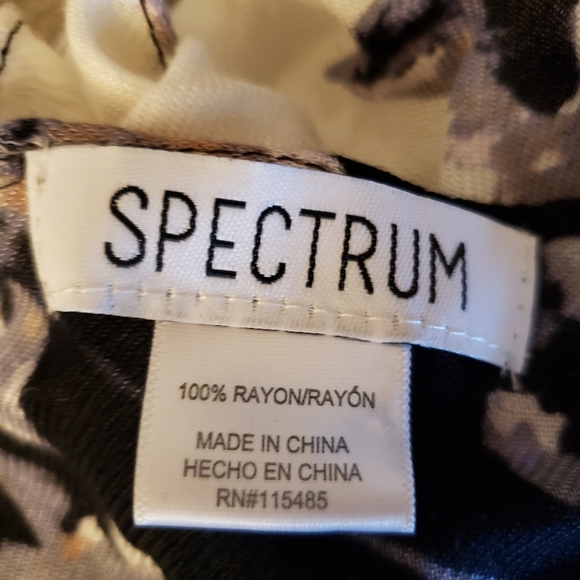 SPECTRUM
100% RAYON/RAYÓN
MADE IN CHINA
HECHO EN CHINA
RN#115485